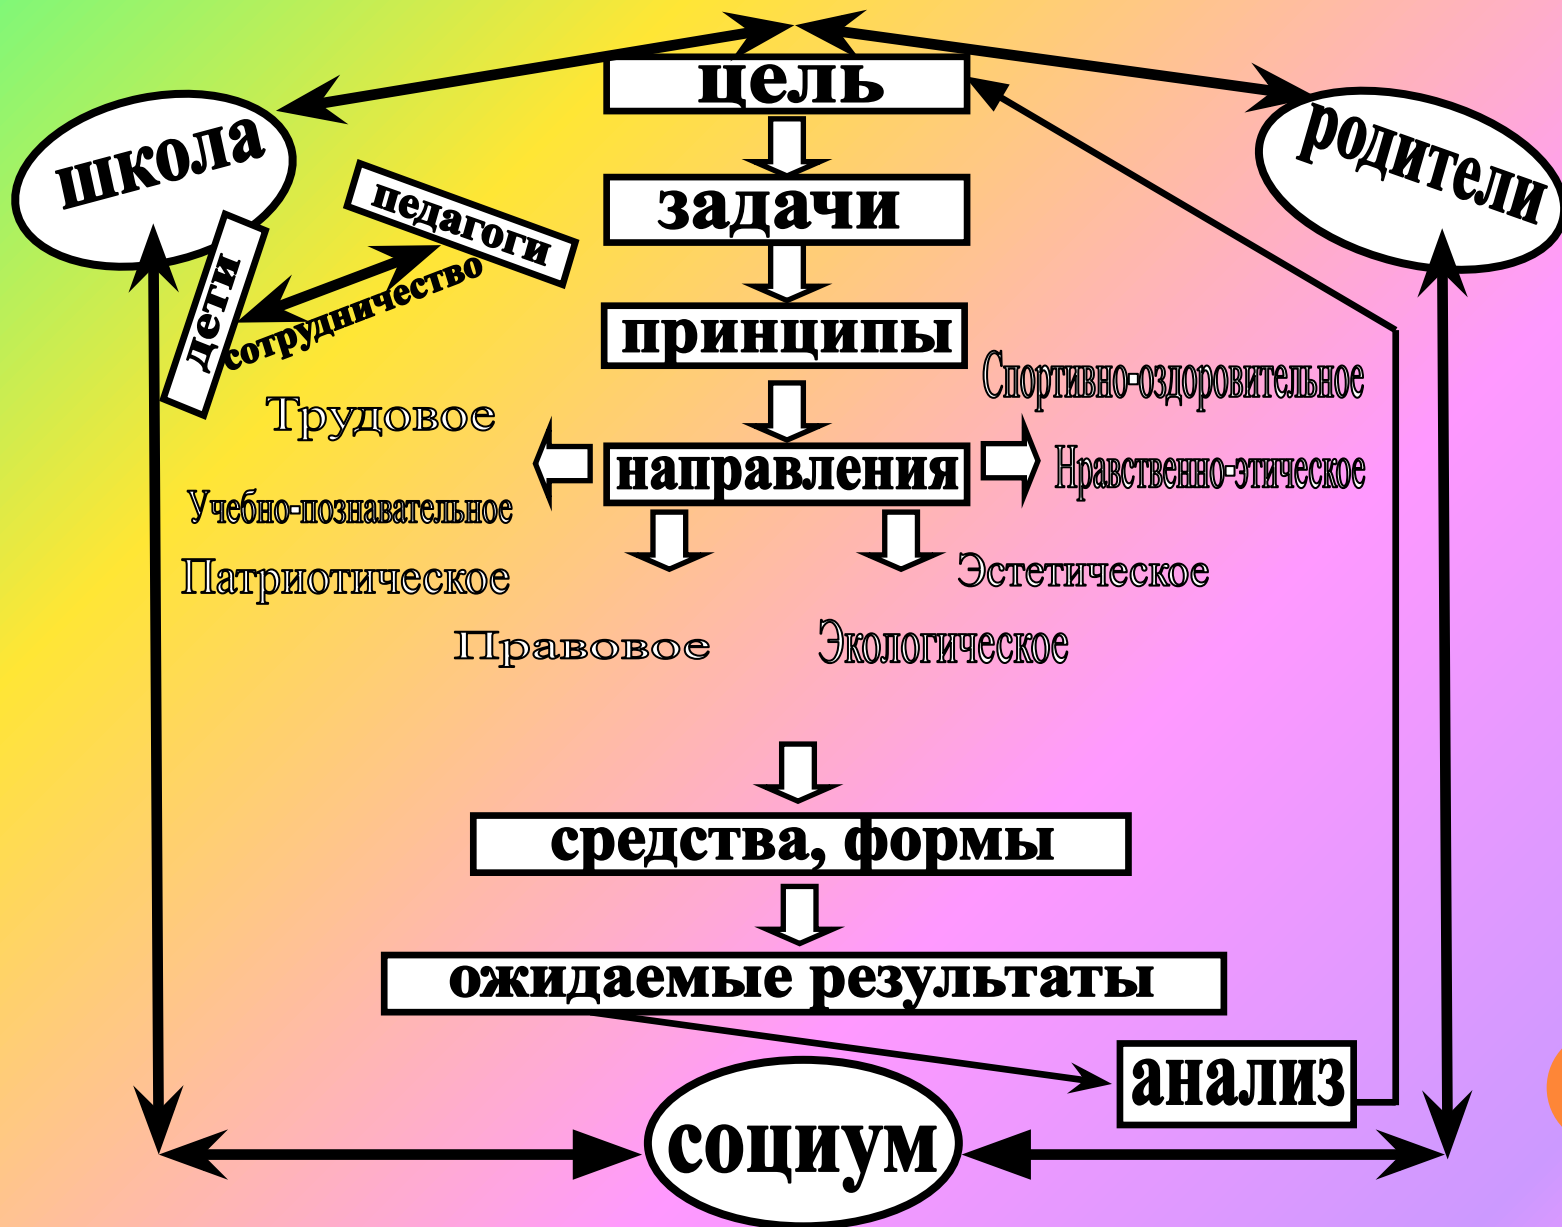 цель
школа
родители
педагоги
задачи
дети
сотрудничество
принципы
Спортивно-оздоровительное
Трудовое
направления
Нравственно-этическое
Учебно-познавательное
Патриотическое
Эстетическое
Правовое
Экологическое
средства, формы
ожидаемые результаты
анализ
социум